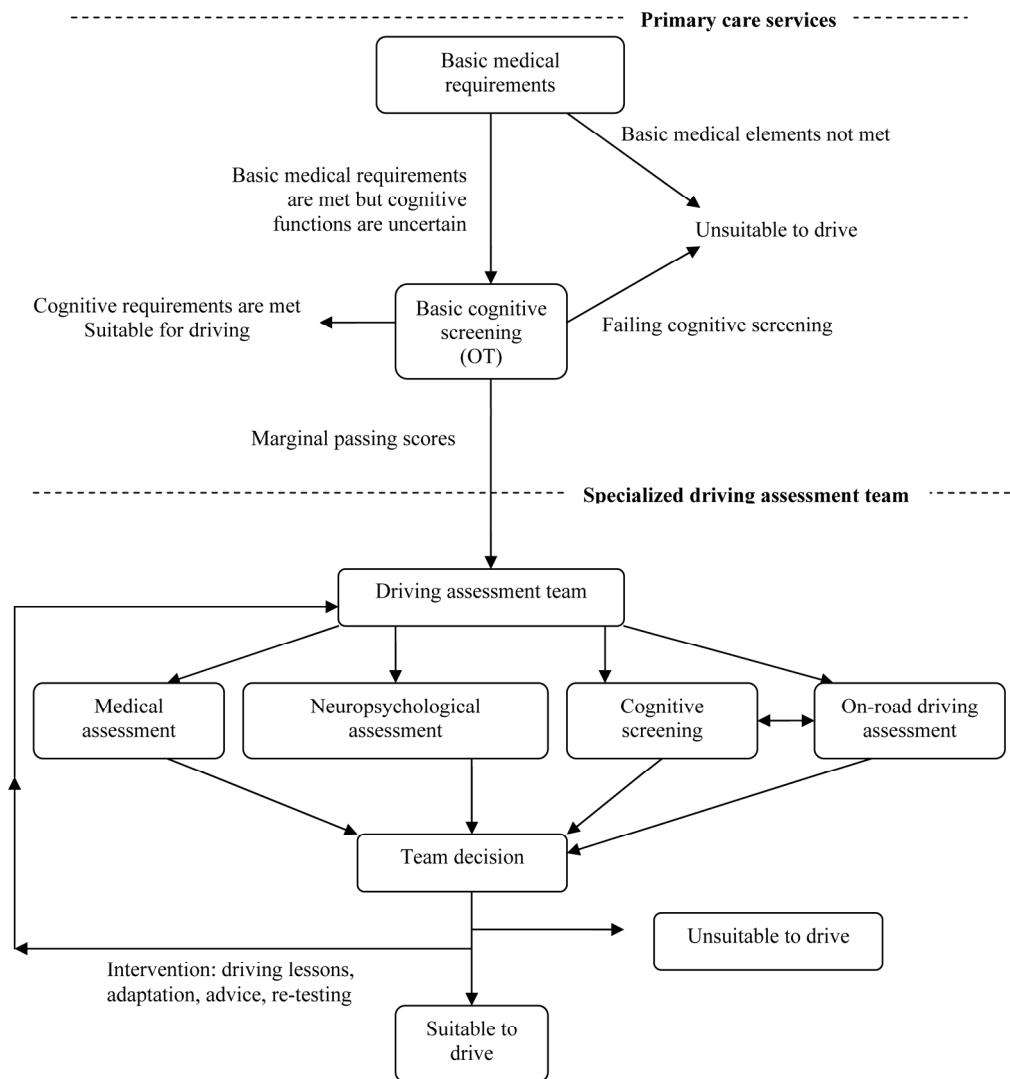 Primary care services
Basic medical
requirements
Basic medical elements not met
Basic medical requirements
are met but cognitive
functions are uncertain
Unsuitable to drive
Cognitive requirements are met
Suitable for driving
Basic cognitive
screening
(OT)
Failing cognitive screening
Marginal passing scores
Specialized driving assessment team
Driving assessment team
Medical
assessment
Neuropsychological
assessment
Cognitive
screening
On-road driving
assessment
Team decision
Unsuitable to drive
Intervention: driving lessons,
adaptation, advice, re-testing
Suitable to
drive